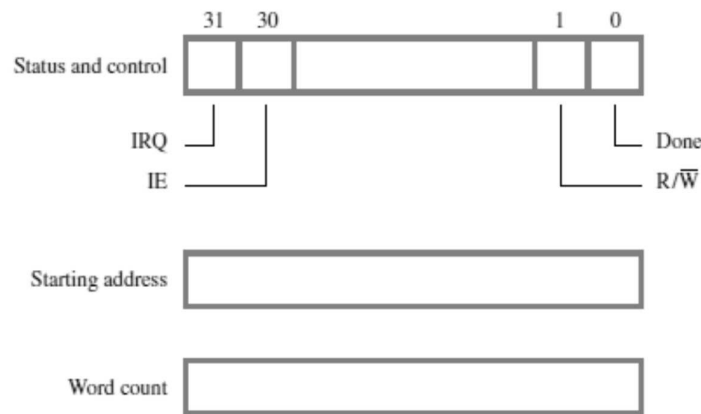 31 30 1 0
Status and control
IRQ Done
IE R/W̅
Starting address
Word count